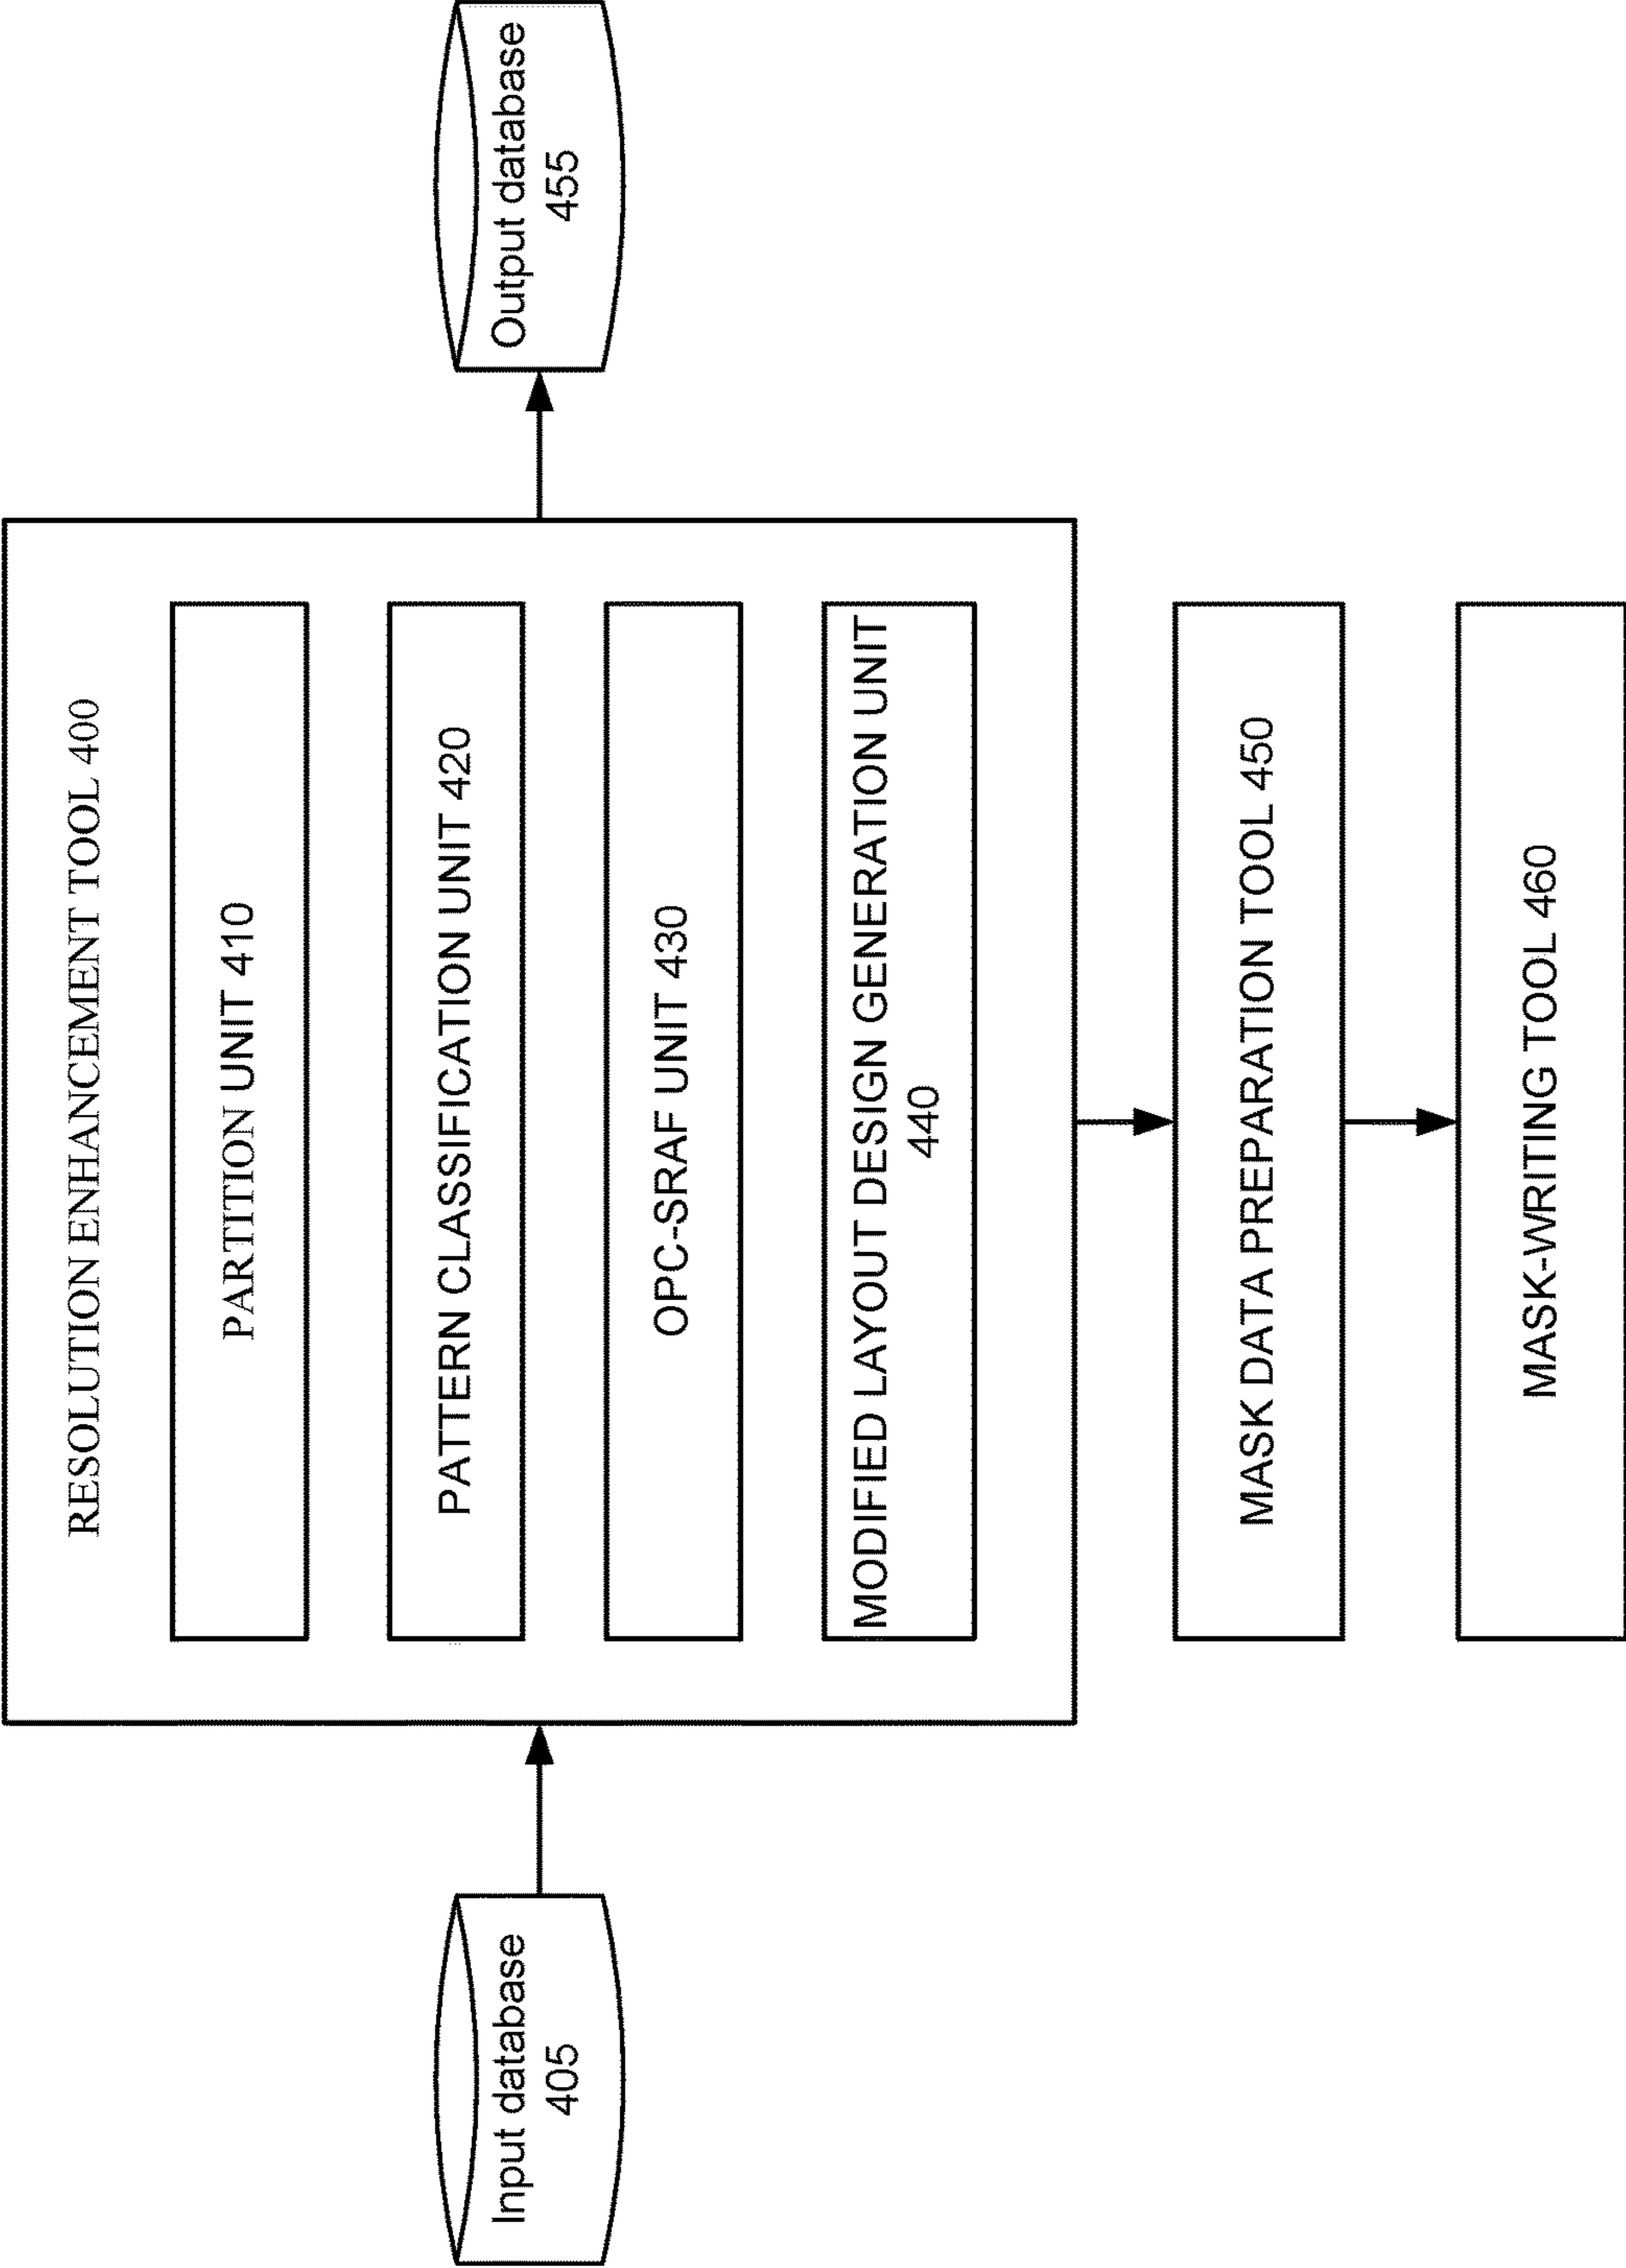 RESOLUTION ENHANCEMENT TOOL 400
PARTITION UNIT 410
PATTERN CLASSIFICATION UNIT 420
OPC-SRAF UNIT 430
MODIFIED LAYOUT DESIGN GENERATION UNIT
440
Input database
405
Output database
455
MASK DATA PREPARATION TOOL 450
MASK-WRITING TOOL 460